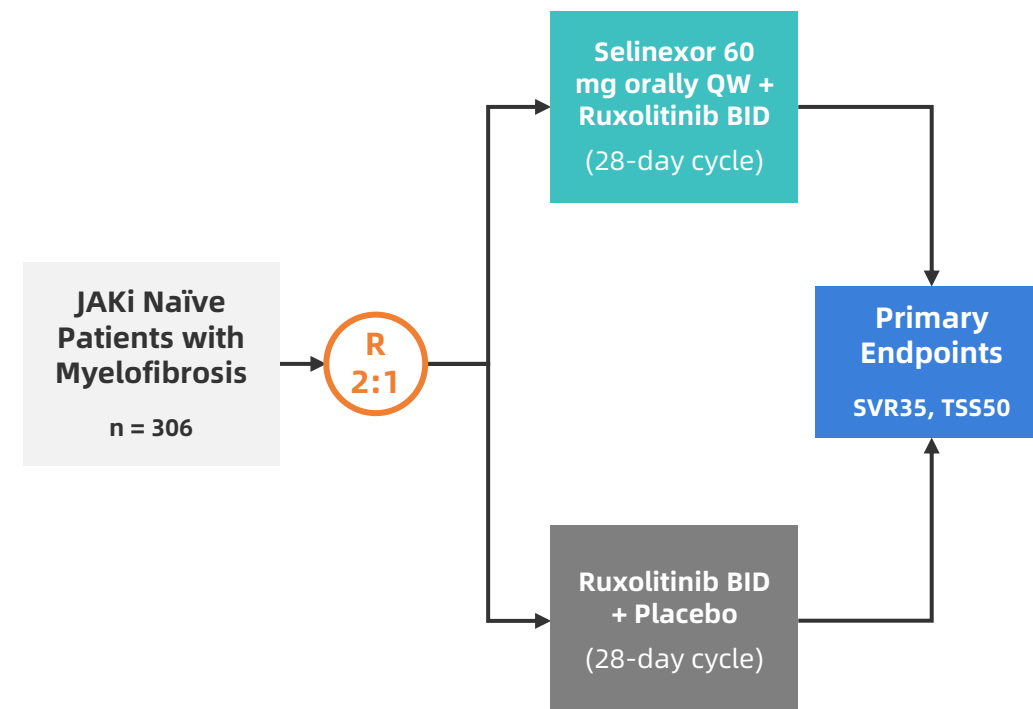 JAKi Naïve
Patients with
Myelofibrosis
n = 306
R
2:1
Selinexor 60
mg orally QW +
Ruxolitinib BID
(28-day cycle)
Ruxolitinib BID
+ Placebo
(28-day cycle)
Primary
Endpoints
SVR35, TSS50